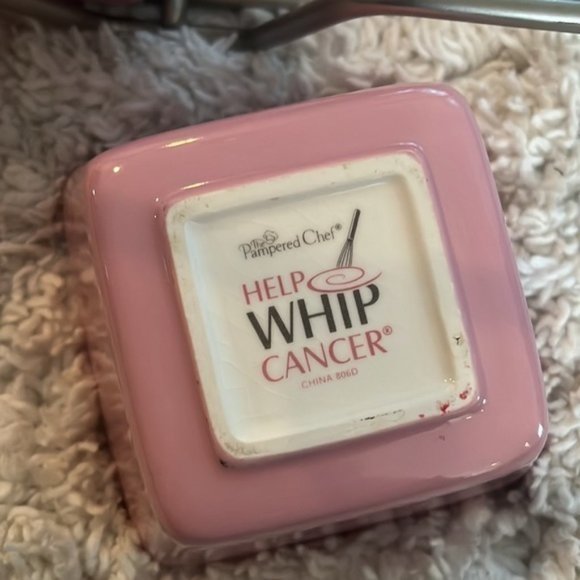 The
Pampered Chef®
HELP
WHIP
CANCER®
CHINA 806D